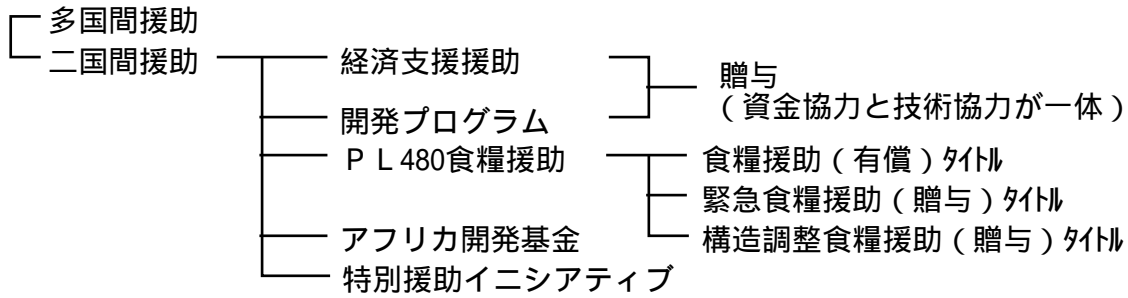 多国間援助
二国間援助
経済支援援助
開発プログラム
贈与
(資金協力と技術協力が一体)
ＰＬ480食糧援助
食糧援助(有償)ﾀｲﾄﾙ
緊急食糧援助(贈与)ﾀｲﾄﾙ
構造調整食糧援助(贈与)ﾀｲﾄﾙ
アフリカ開発基金
特別援助イニシアティブ